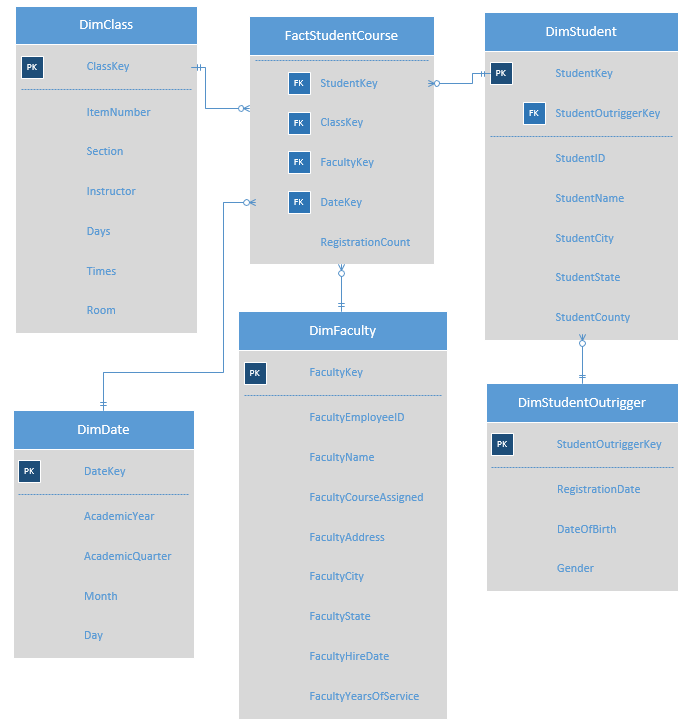 DimClass
PK ClassKey
ItemNumber
Section
Instructor
Days
Times
Room
FactStudentCourse
FK StudentKey
FK ClassKey
FK FacultyKey
FK DateKey
RegistrationCount
DimStudent
PK StudentKey
FK StudentOutriggerKey
StudentID
StudentName
StudentCity
StudentState
StudentCounty
DimFaculty
PK FacultyKey
FacultyEmployeeID
FacultyName
FacultyCourseAssigned
FacultyAddress
FacultyCity
FacultyState
FacultyHireDate
FacultyYearsOfService
DimDate
PK DateKey
AcademicYear
AcademicQuarter
Month
Day
DimStudentOutrigger
PK StudentOutriggerKey
RegistrationDate
DateOfBirth
Gender